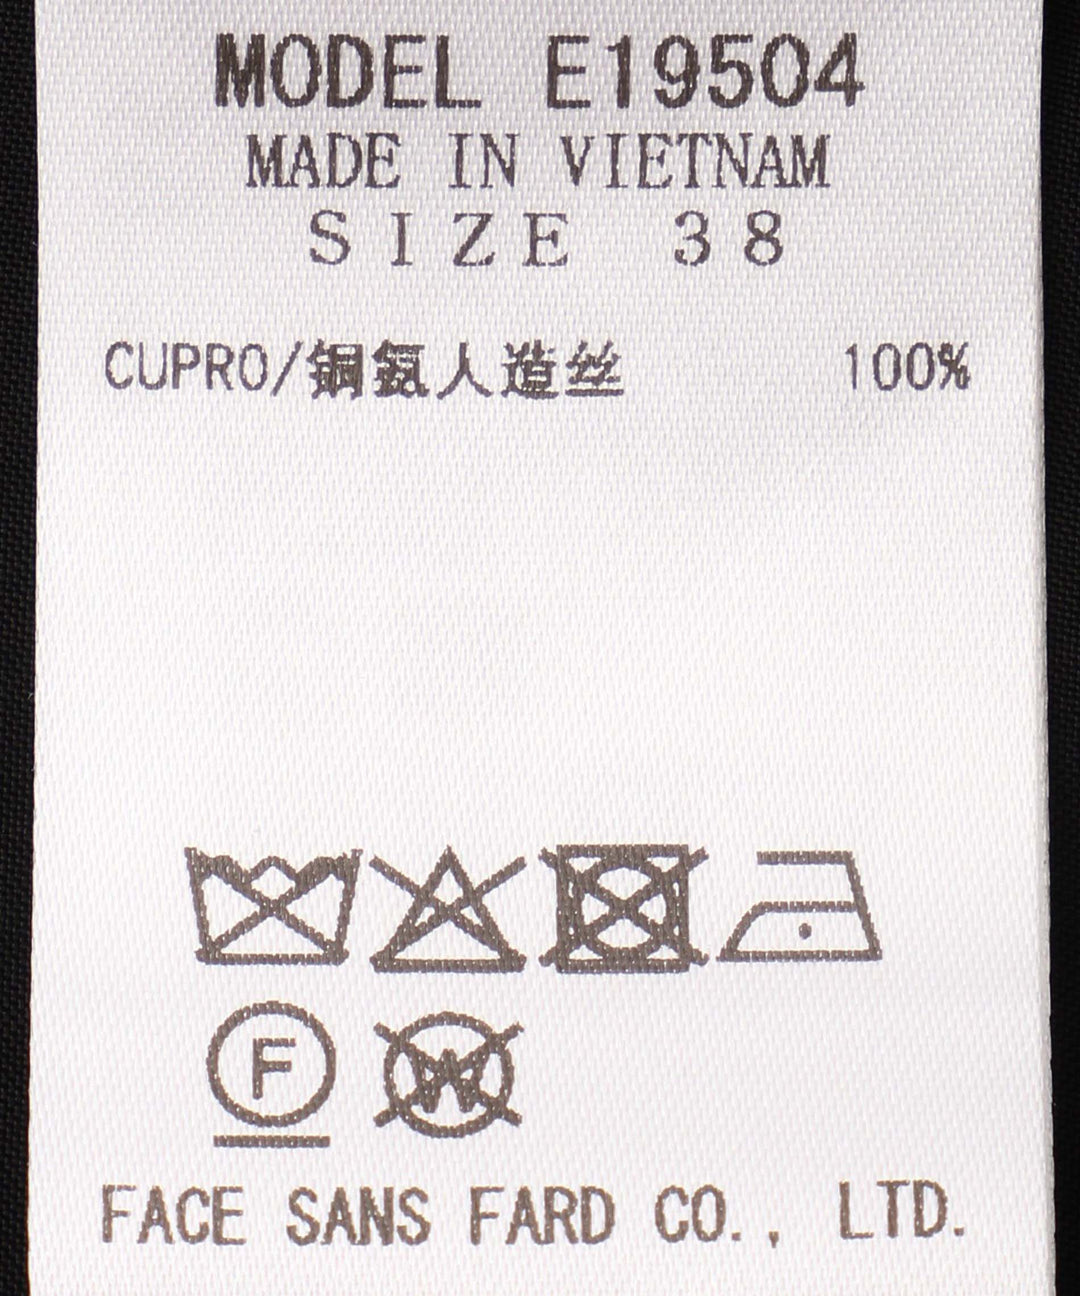 MODEL E19504
MADE IN VIETNAM
SIZE 38
CUPRO/铜氨人造丝 100%
F W
FACE SANS FARD CO., LTD.